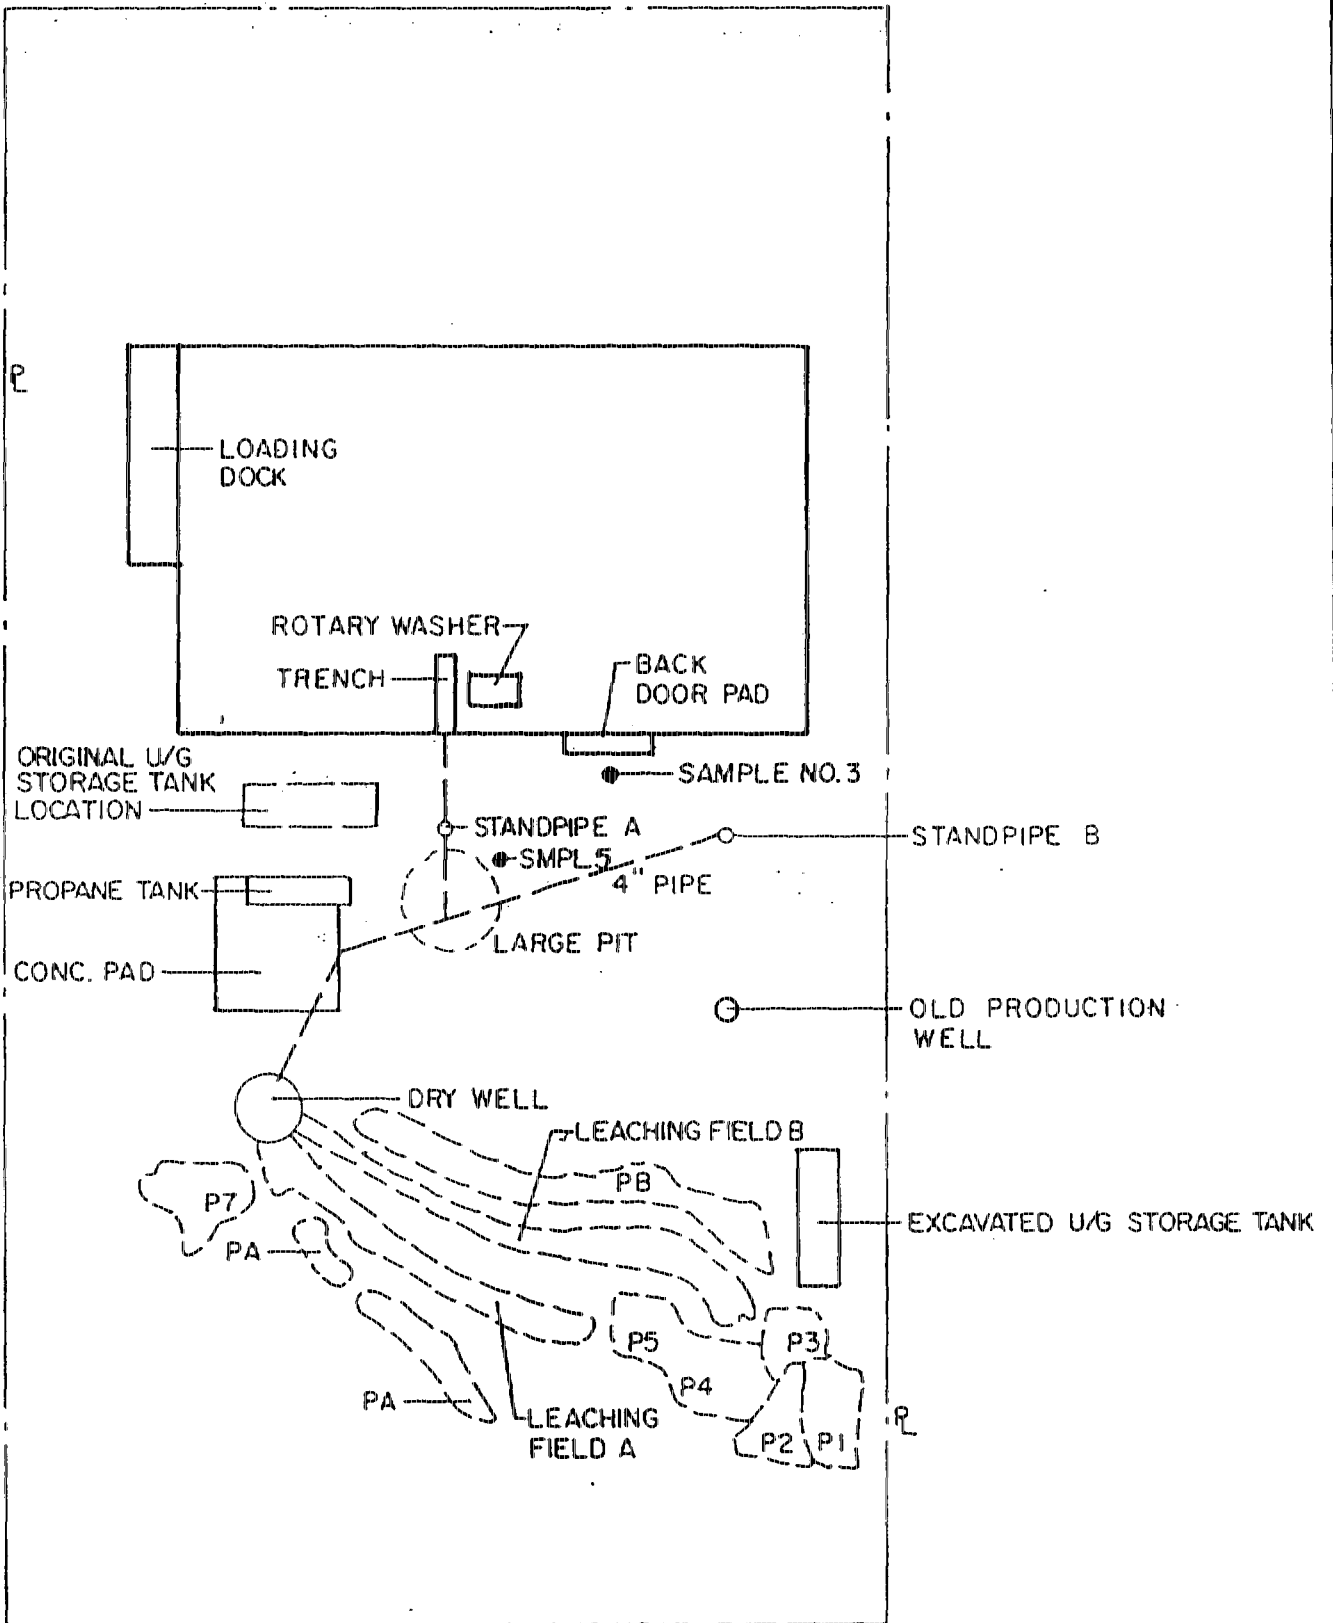 PL
LOADING
DOCK
ROTARY WASHER
TRENCH
BACK
DOOR PAD
ORIGINAL U/G
STORAGE TANK
LOCATION
SAMPLE NO. 3
STANDPIPE A
STANDPIPE B
SMPL 5
4" PIPE
PROPANE TANK
LARGE PIT
CONC. PAD
OLD PRODUCTION
WELL
DRY WELL
LEACHING FIELD B
PB
P7
EXCAVATED U/G STORAGE TANK
PA
P5
P3
P4
PA
LEACHING
FIELD A
PL
P2
P1